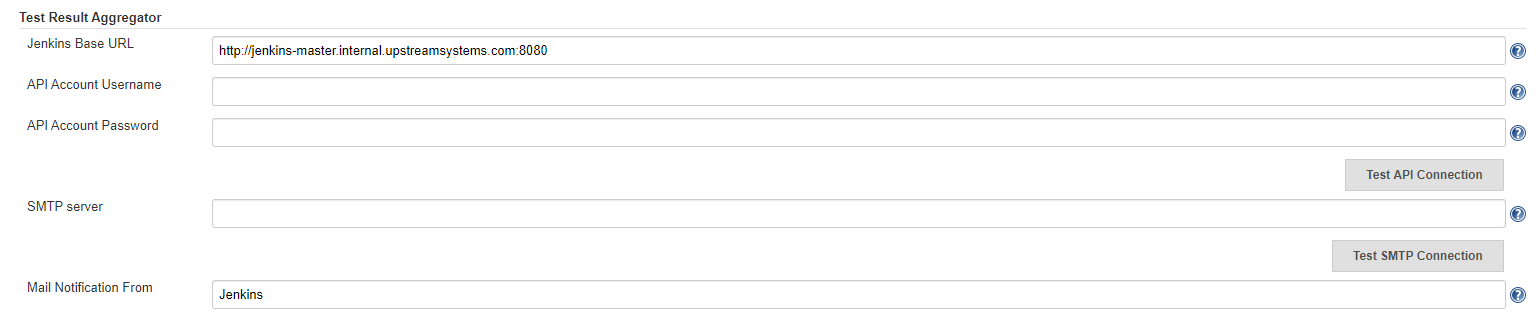 Test Result Aggregator
Jenkins Base URL
http://jenkins-master.internal.upstreamsystems.com:8080
API Account Username
API Account Password
Test API Connection
SMTP server
Test SMTP Connection
Mail Notification From
Jenkins